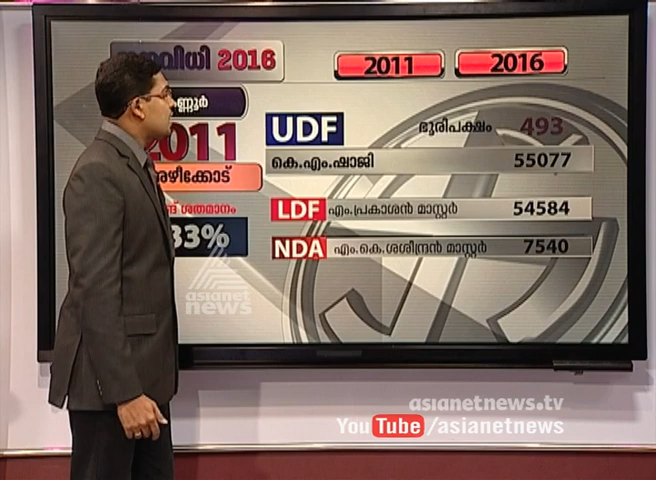 2016
2011 2016
2011
UDF ഭൂരിപക്ഷം 493
കെ.എം.ഷാജി 55077
അഴീക്കോട്
LDF എം.പ്രകാശൻ മാസ്റ്റർ 54584
ശതമാനം
33%
NDA എം.കെ.ശശീന്ദ്രൻ മാസ്റ്റർ 7540
asianet
news
asianetnews.tv
YouTube/asianetnews